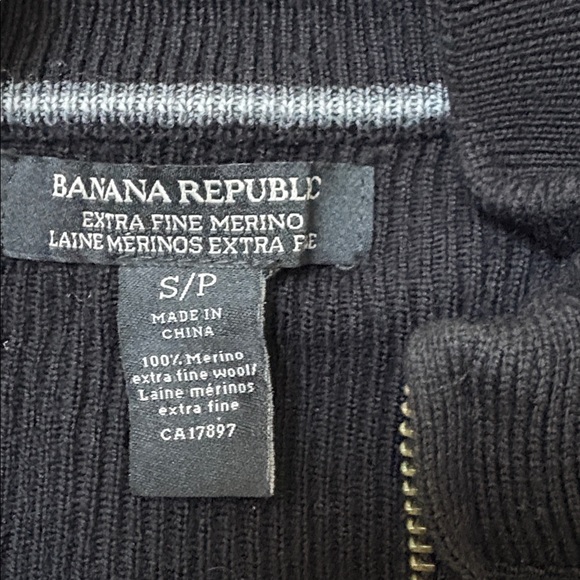 BANANA REPUBLIC
EXTRA FINE MERINO
LAINE MÉRINOS EXTRA
S/P
MADE IN
CHINA
100% Merino
extra fine wool/
Laine mérinos
extra fine
CA17897